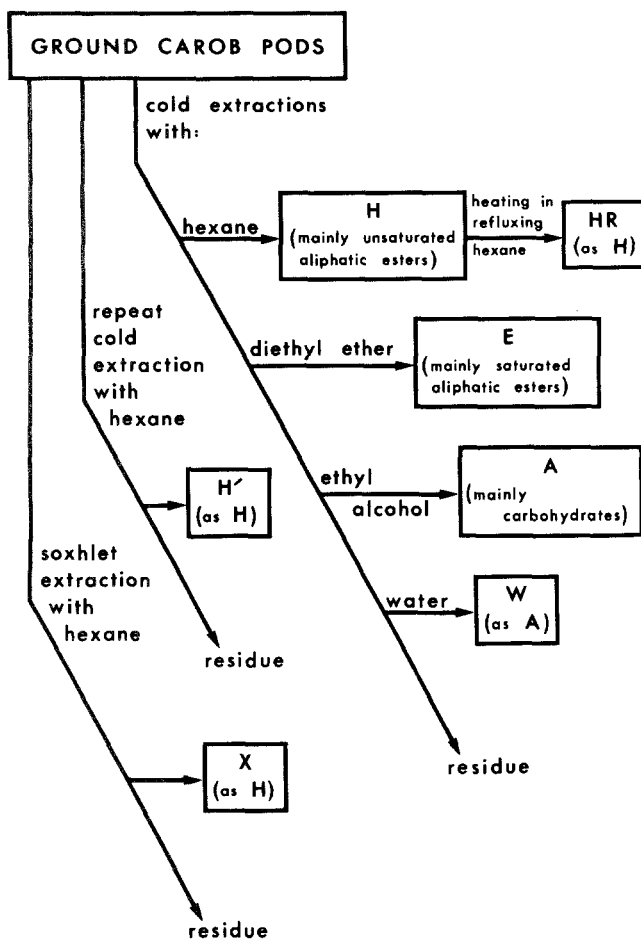 GROUND CAROB PODS
cold extractions
with:
hexane
H
(mainly unsaturated
aliphatic esters)
heating in
refluxing
hexane
HR
(as H)
diethyl ether
E
(mainly saturated
aliphatic esters)
ethyl
alcohol
A
(mainly
carbohydrates)
water
W
(as A)
residue
repeat
cold
extraction
with
hexane
H′
(as H)
residue
soxhlet
extraction
with
hexane
X
(as H)
residue